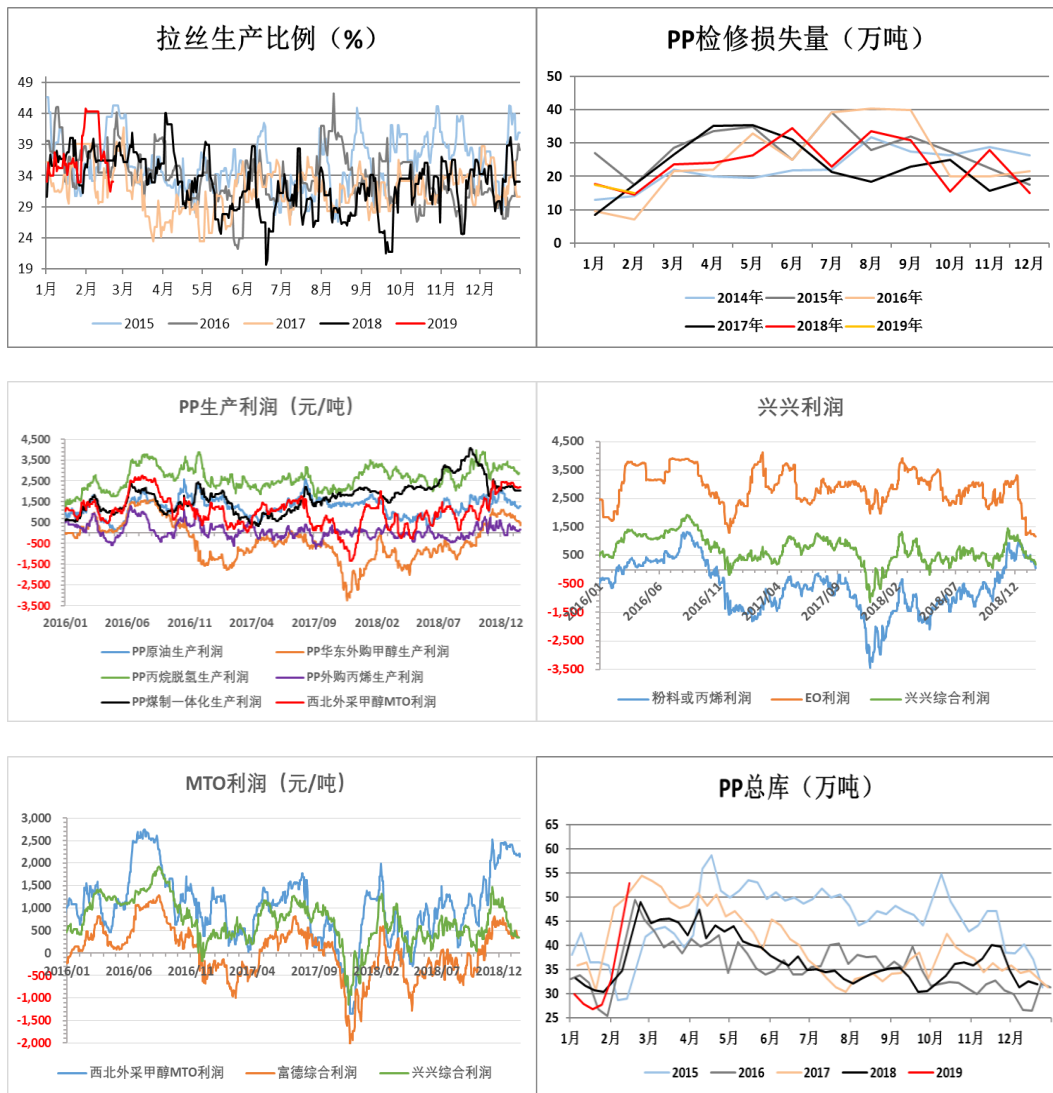 拉丝生产比例（%）
49
44
39
34
29
24
19
1月 2月 3月 4月 5月 6月 7月 8月 9月 10月 11月 12月
2015 2016 2017 2018 2019
PP检修损失量（万吨）
50
40
30
20
10
0
1月 2月 3月 4月 5月 6月 7月 8月 9月 10月 11月 12月
2014年 2015年 2016年
2017年 2018年 2019年
PP生产利润（元/吨）
4,500
3,500
2,500
1,500
500
-500
-1,500
-2,500
-3,500
2016/01 2016/06 2016/11 2017/04 2017/09 2018/02 2018/07 2018/12
PP原油生产利润 PP华东外购甲醇生产利润
PP丙烷脱氢生产利润 PP外购丙烯生产利润
PP煤制一体化生产利润 西北外采甲醇MTO利润
兴兴利润
4,500
3,500
2,500
1,500
500
-500
-1,500
-2,500
-3,500
2016/01 2016/06 2016/11 2017/04 2017/09 2018/02 2018/07 2018/12
粉料或丙烯利润 EO利润 兴兴综合利润
MTO利润（元/吨）
3,000
2,500
2,000
1,500
1,000
500
0
-500
-1,000
-1,500
-2,000
2016/01 2016/06 2016/11 2017/04 2017/09 2018/02 2018/07 2018/12
西北外采甲醇MTO利润 富德综合利润 兴兴综合利润
PP总库（万吨）
65
60
55
50
45
40
35
30
25
1月 2月 3月 4月 5月 6月 7月 8月 9月 10月 11月 12月
2015 2016 2017 2018 2019